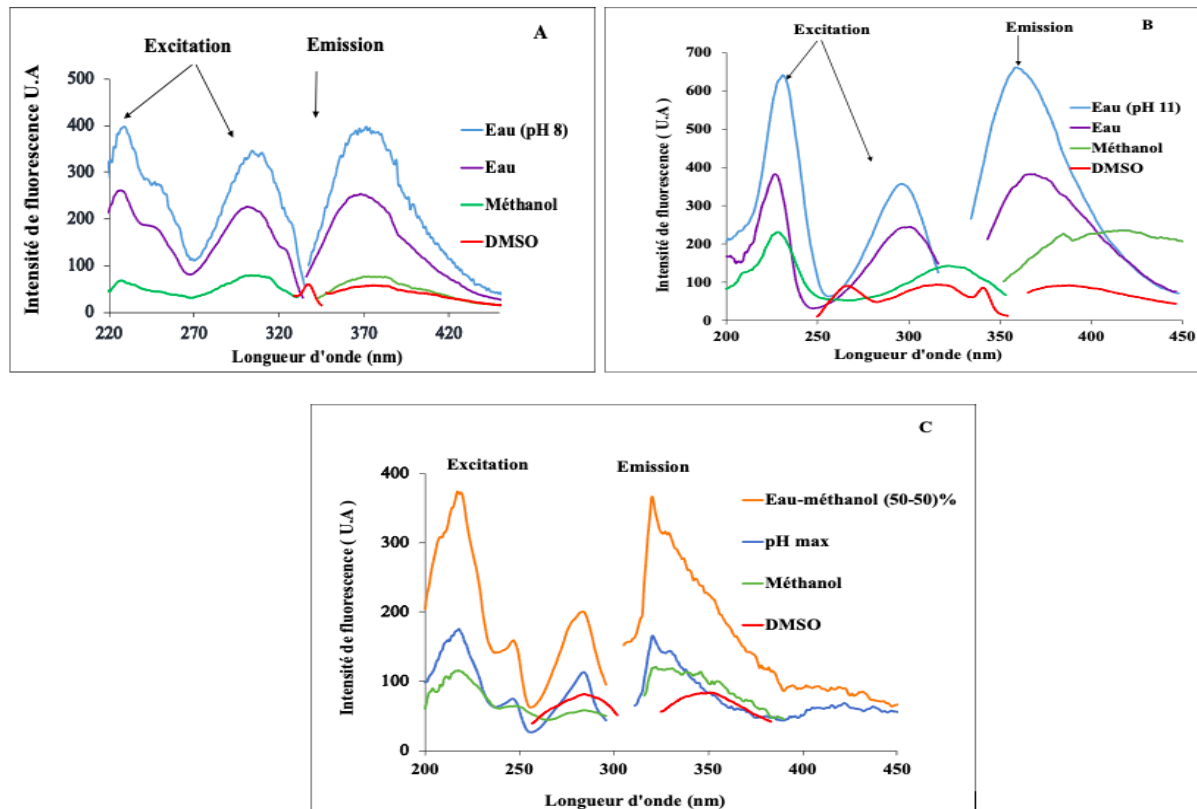 A
Excitation
Emission
Intensité de fluorescence U.A
500
400
300
200
100
0
220
270
320
370
420
Longueur d'onde (nm)
Eau (pH 8)
Eau
Méthanol
DMSO
B
Excitation
Emission
Intensité de fluorescence ( U.A)
700
600
500
400
300
200
100
0
200
250
300
350
400
450
Longueur d'onde (nm)
Eau (pH 11)
Eau
Méthanol
DMSO
C
Excitation
Emission
Intensité de fluorescence ( U.A)
400
300
200
100
0
200
250
300
350
400
450
Longueur d'onde (nm)
Eau-méthanol (50-50)%
pH max
Méthanol
DMSO